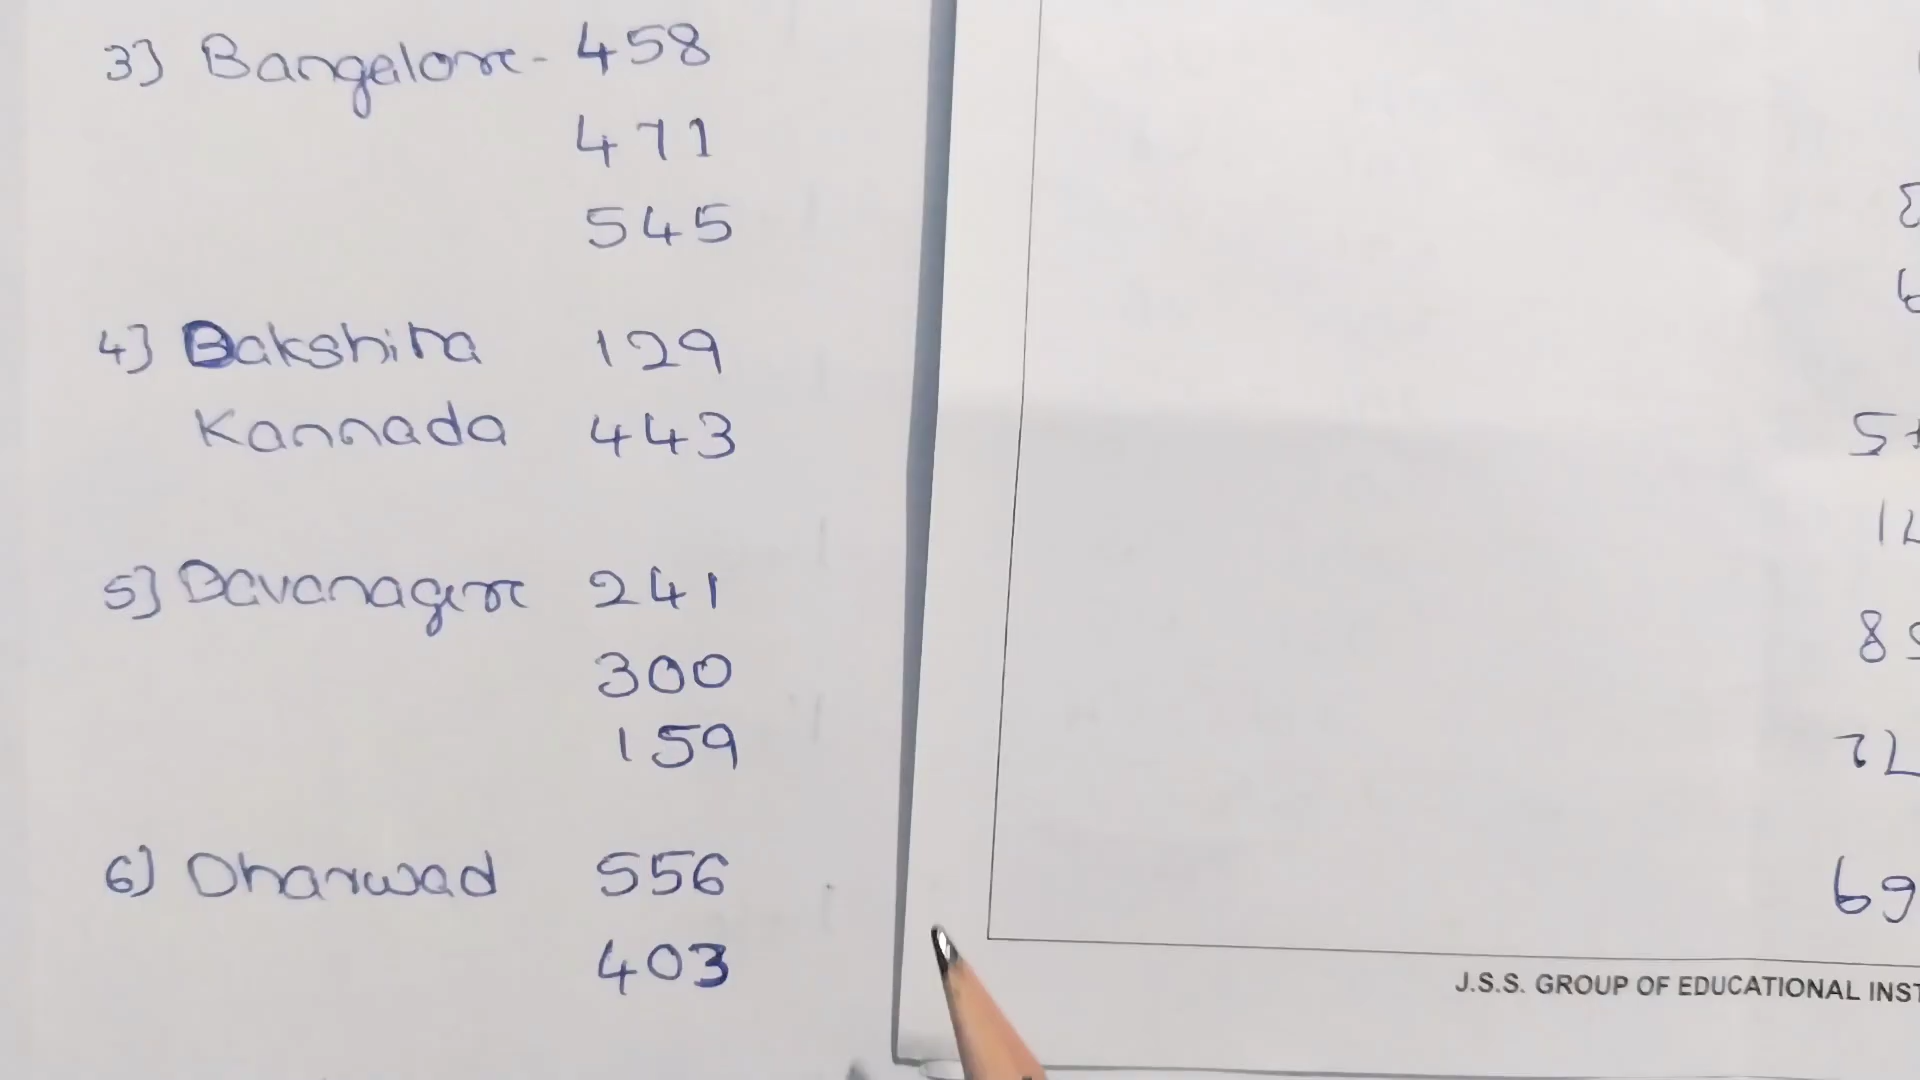 3] Bangalore - 458
471
545
4] Dakshina 129
Kannada 443
5] Davanagere 241
300
159
6] Dharwad 556
403
J.S.S. GROUP OF EDUCATIONAL